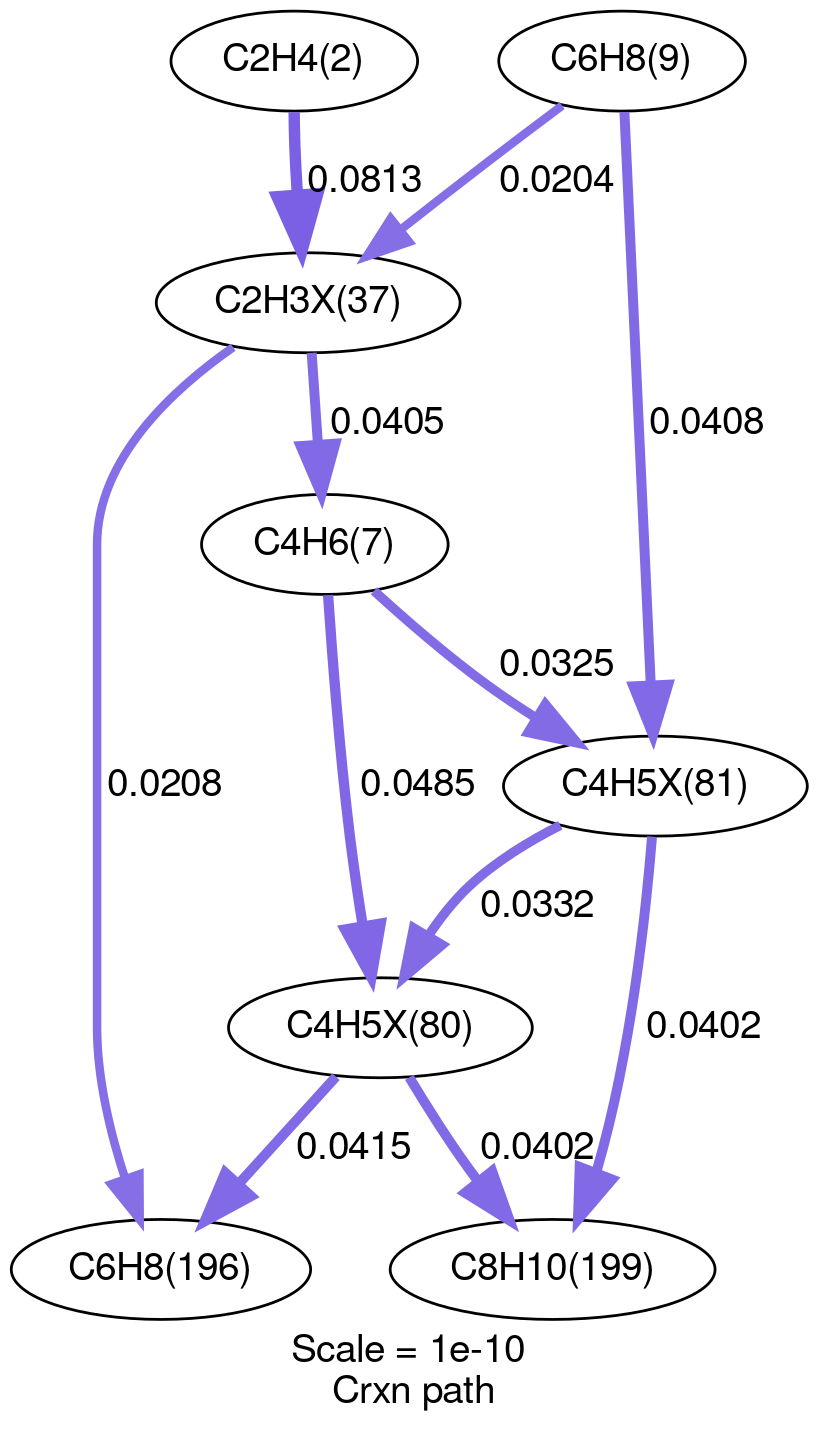 C2H4(2)
C6H8(9)
0.0813
0.0204
C2H3X(37)
0.0405
0.0408
C4H6(7)
0.0325
0.0208
0.0485
C4H5X(81)
0.0332
C4H5X(80)
0.0402
0.0415
0.0402
C6H8(196)
C8H10(199)
Scale = 1e-10
Crxn path